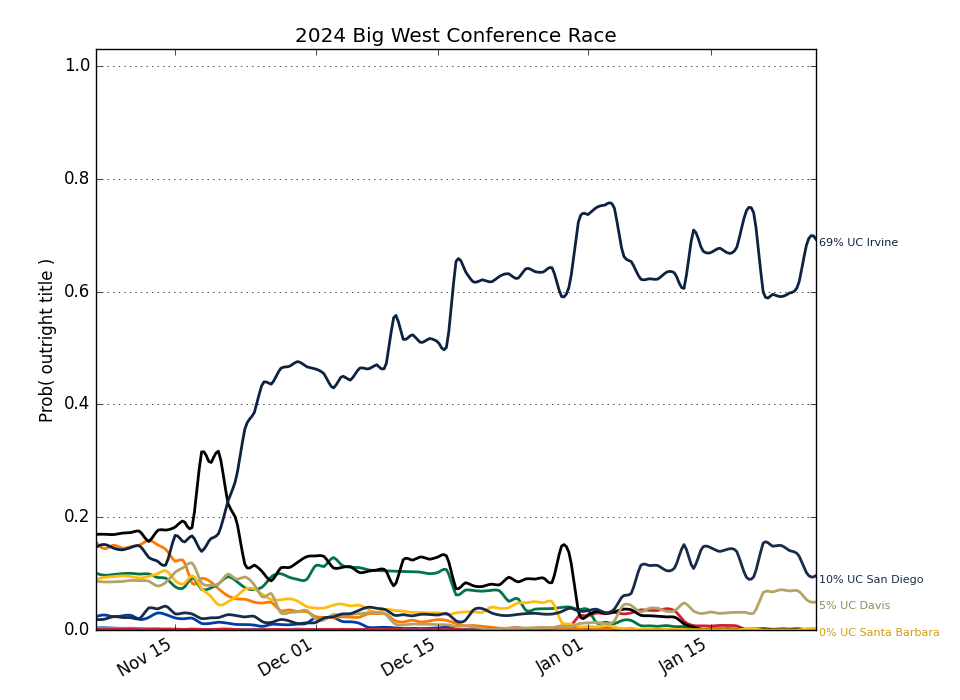 2024 Big West Conference Race
1.0
0.8
0.6
0.4
0.2
0.0
Prob( outright title )
69% UC Irvine
10% UC San Diego
5% UC Davis
0% UC Santa Barbara
Nov 15
Dec 01
Dec 15
Jan 01
Jan 15